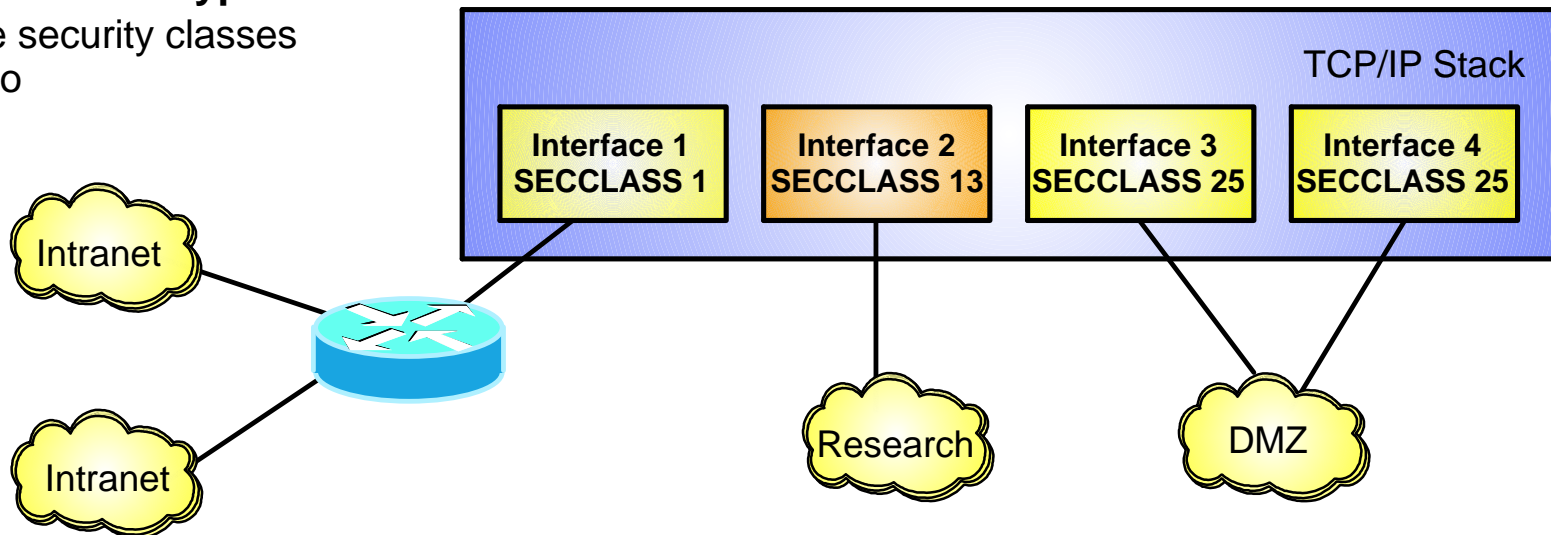 security classes
TCP/IP Stack
Interface 1
SECCLASS 1
Interface 2
SECCLASS 13
Interface 3
SECCLASS 25
Interface 4
SECCLASS 25
Intranet
Intranet
Research
DMZ